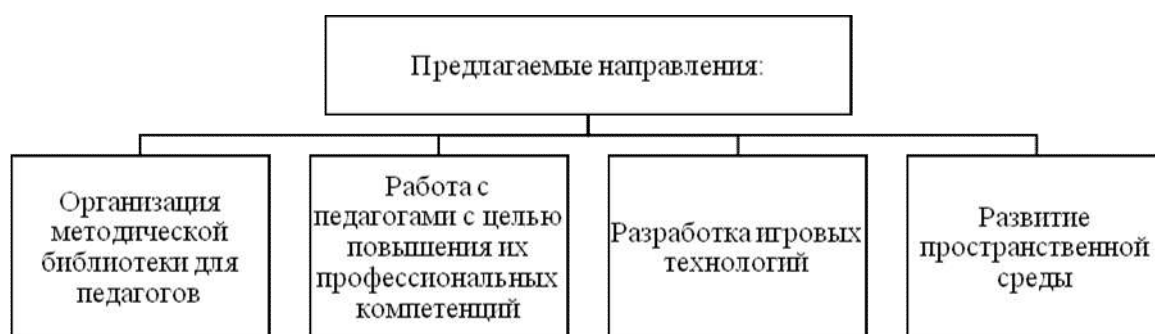 Предлагаемые направления:
Организация
методической
библиотеки для
педагогов
Работа с
педагогами с целью
повышения их
профессиональных
компетенций
Разработка игровых
технологий
Развитие
пространственной
среды